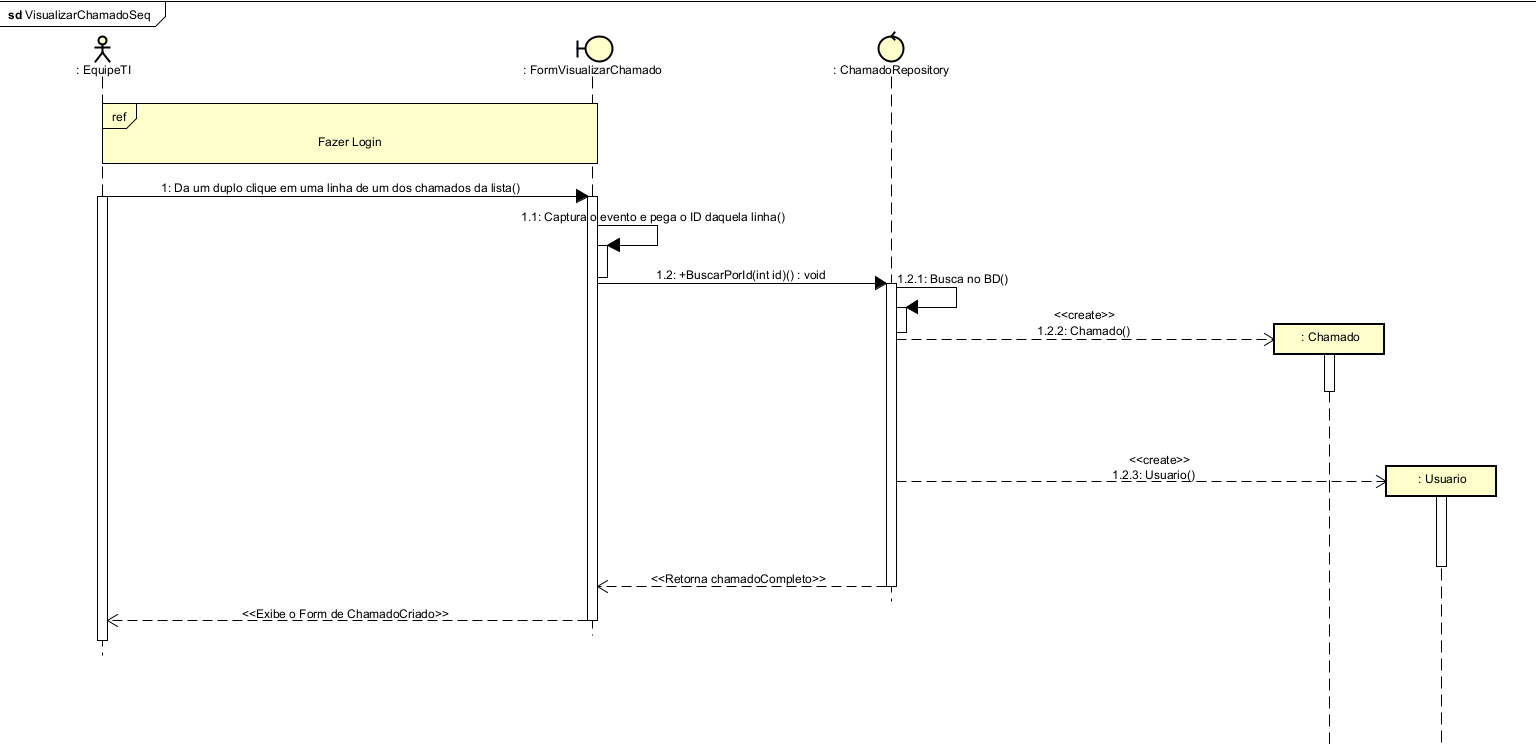 sd VisualizarChamadoSeq
: EquipeTI
: FormVisualizarChamado
: ChamadoRepository
ref
Fazer Login
1: Da um duplo clique em uma linha de um dos chamados da lista()
1.1: Captura o evento e pega o ID daquela linha()
1.2: +BuscarPorId(int id)() : void
1.2.1: Busca no BD()
<<create>>
1.2.2: Chamado()
: Chamado
<<create>>
1.2.3: Usuario()
: Usuario
<<Retorna chamadoCompleto>>
<<Exibe o Form de ChamadoCriado>>